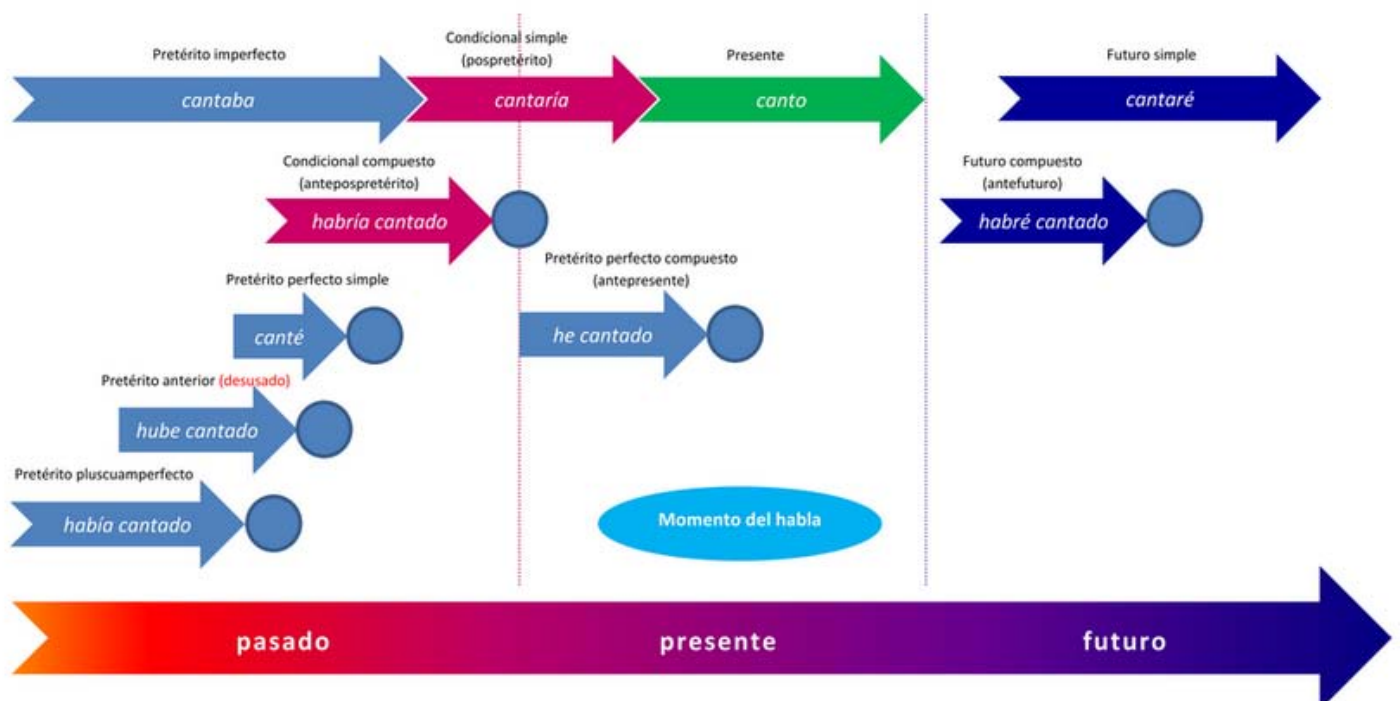 Pretérito imperfecto
cantaba
Condicional simple
(pospretérito)
cantaría
Presente
canto
Futuro simple
cantaré
Condicional compuesto
(antepospretérito)
habría cantado
Futuro compuesto
(antefuturo)
habré cantado
Pretérito perfecto simple
canté
Pretérito perfecto compuesto
(antepresente)
he cantado
Pretérito anterior (desusado)
hube cantado
Pretérito pluscuamperfecto
había cantado
Momento del habla
pasado
presente
futuro